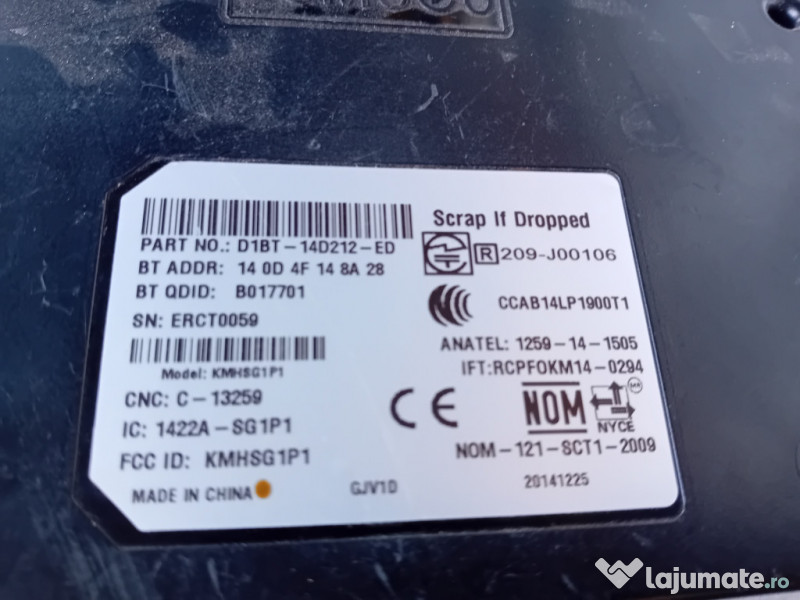 Scrap If Dropped
PART NO.: D1BT-14D212-ED
R 209-J00106
BT ADDR: 14 0D 4F 14 8A 28
BT QDID: B017701
CCAB14LP1900T1
SN: ERCT0059
ANATEL: 1259-14-1505
Model: KMHSG1P1
IFT:RCPFOKM14-0294
CNC: C-13259
CE
NOM
NYCE
IC: 1422A-SG1P1
NOM-121-SCT1-2009
FCC ID: KMHSG1P1
20141225
MADE IN CHINA
GJV1D
lajumate.ro